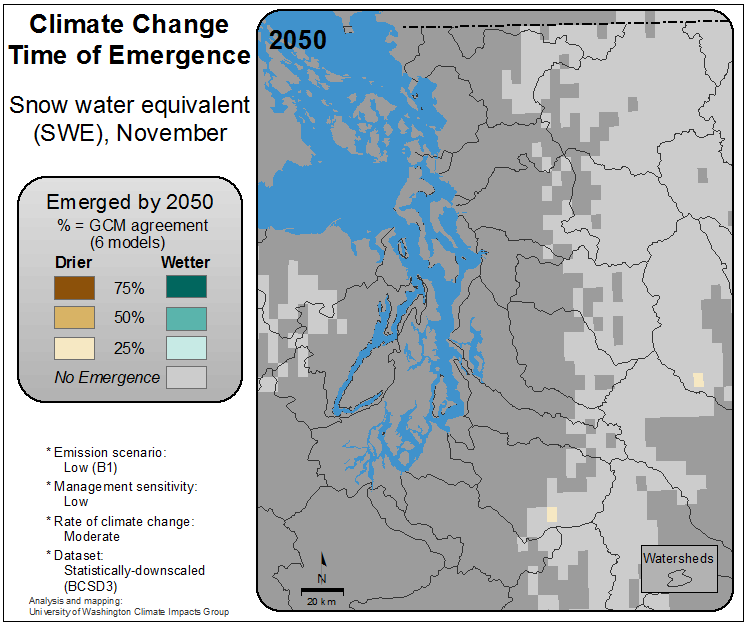 Climate Change
Time of Emergence
Snow water equivalent
(SWE), November
Emerged by 2050
% = GCM agreement
(6 models)
Drier Wetter
75%
50%
25%
No Emergence
* Emission scenario:
Low (B1)
* Management sensitivity:
Low
* Rate of climate change:
Moderate
* Dataset:
Statistically-downscaled
(BCSD3)
Analysis and mapping:
University of Washington Climate Impacts Group
2050
N
20 km
Watersheds